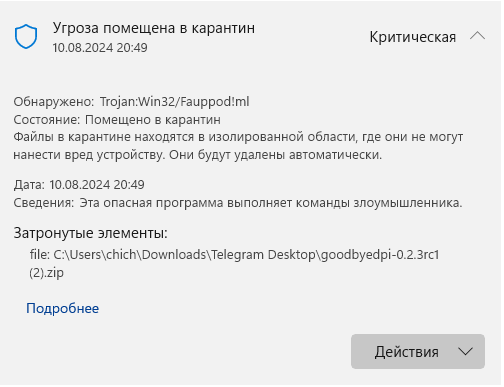 Угроза помещена в карантин
10.08.2024 20:49
Критическая
Обнаружено: Trojan:Win32/Fauppod!ml
Состояние: Помещено в карантин
Файлы в карантине находятся в изолированной области, где они не могут
нанести вред устройству. Они будут удалены автоматически.
Дата: 10.08.2024 20:49
Сведения: Эта опасная программа выполняет команды злоумышленника.
Затронутые элементы:
file: C:\Users\chich\Downloads\Telegram Desktop\goodbyedpi-0.2.3rc1
(2).zip
Подробнее
Действия